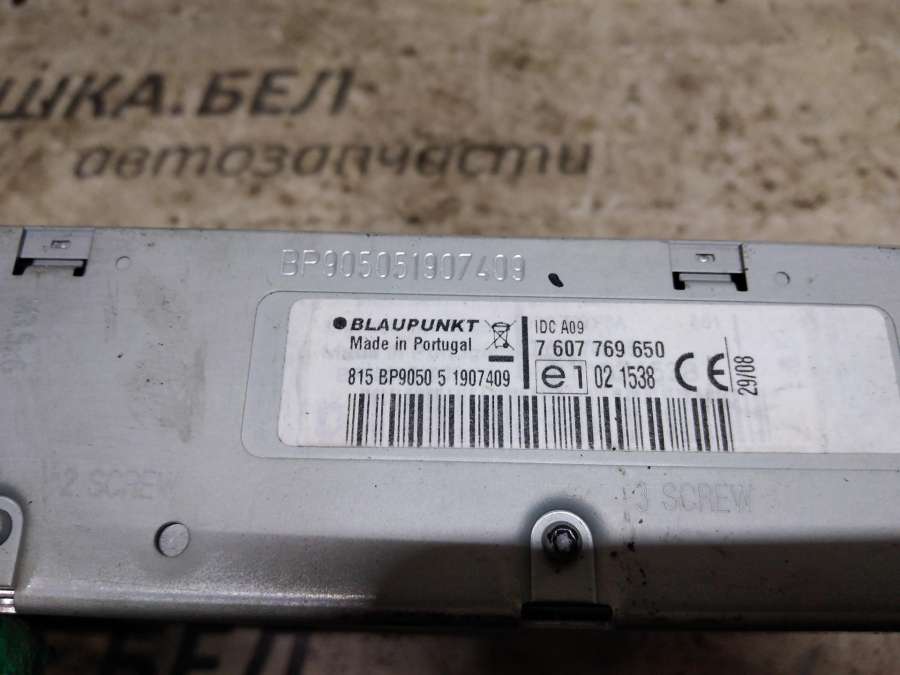 ШКА.БЕЛ
автозапчасти
BP905051907409
BLAUPUNKT
Made in Portugal
815 BP9050 5 1907409
IDC A09
7 607 769 650
e1 02 1538 CE
29/08
2 SCREW
3 SCREW